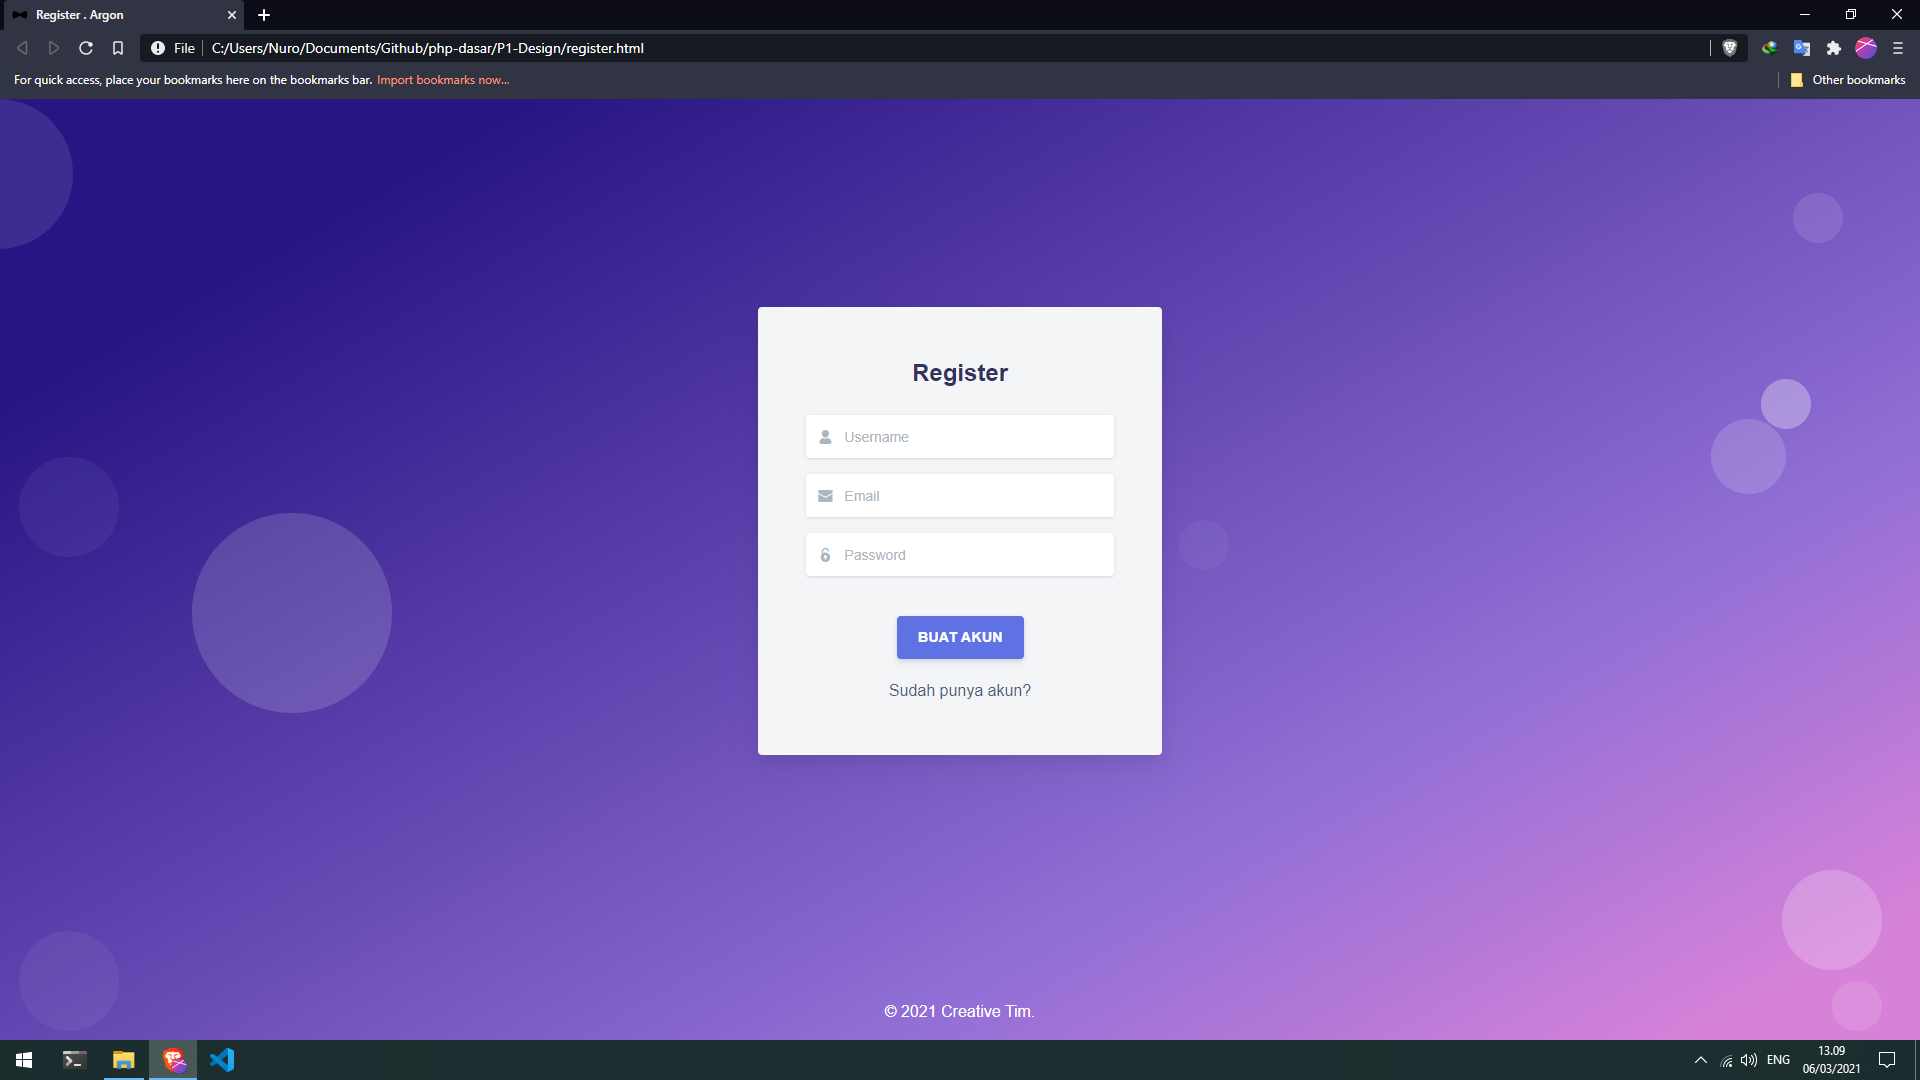 Register . Argon
File
C:/Users/Nuro/Documents/Github/php-dasar/P1-Design/register.html
For quick access, place your bookmarks here on the bookmarks bar. Import bookmarks now...
Other bookmarks
Register
Username
Email
Password
BUAT AKUN
Sudah punya akun?
© 2021 Creative Tim.
ENG
13.09
06/03/2021